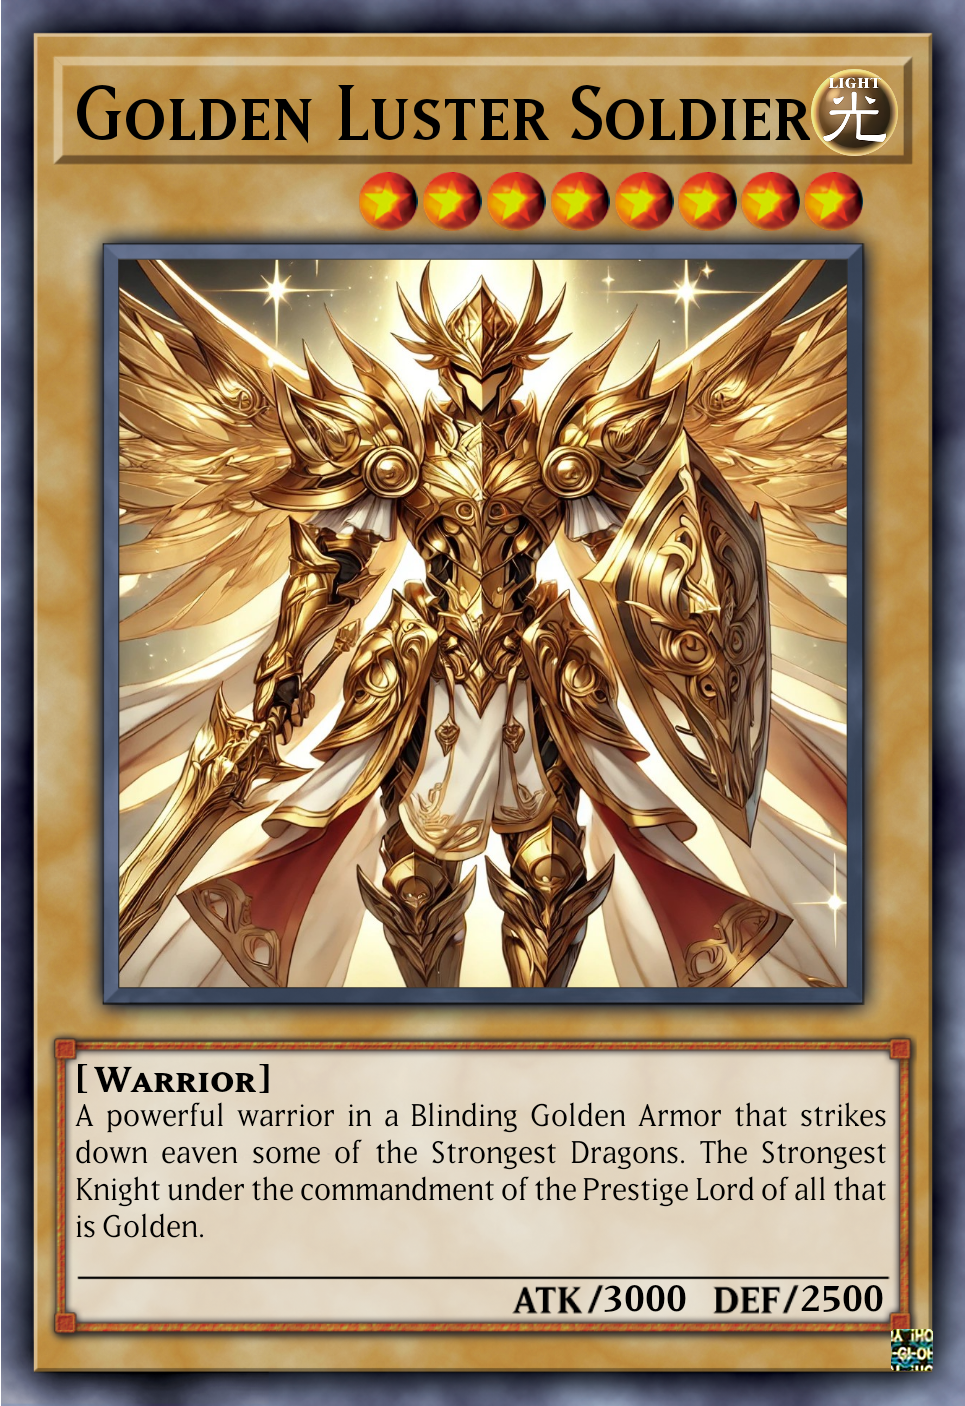 Golden Luster Soldier
LIGHT
光
[Warrior]
A powerful warrior in a Blinding Golden Armor that strikes
down eaven some of the Strongest Dragons. The Strongest
Knight under the commandment of the Prestige Lord of all that
is Golden.
ATK/3000 DEF/2500